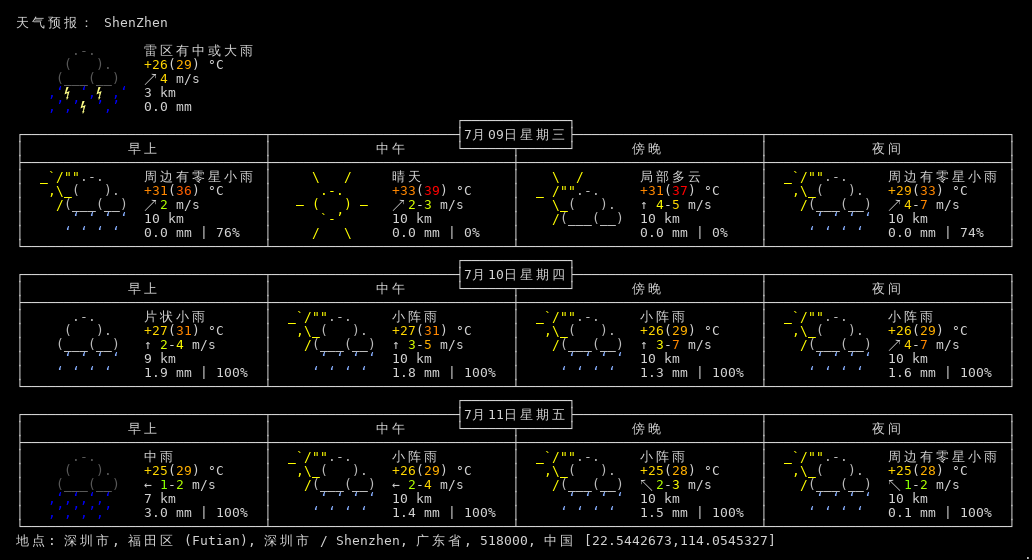 天气预报： ShenZhen
雷区有中或大雨
+26(29) °C
↗4 m/s
3 km
0.0 mm
7月09日星期三
早上 中午 傍晚 夜间
周边有零星小雨 晴天 局部多云 周边有零星小雨
+31(36) °C +33(39) °C +31(37) °C +29(33) °C
↗2 m/s ↗2-3 m/s ↑ 4-5 m/s ↗4-7 m/s
10 km 10 km 10 km 10 km
0.0 mm | 76% 0.0 mm | 0% 0.0 mm | 0% 0.0 mm | 74%
7月10日星期四
早上 中午 傍晚 夜间
片状小雨 小阵雨 小阵雨 小阵雨
+27(31) °C +27(31) °C +26(29) °C +26(29) °C
↑ 2-4 m/s ↑ 3-5 m/s ↑ 3-7 m/s ↗4-7 m/s
9 km 10 km 10 km 10 km
1.9 mm | 100% 1.8 mm | 100% 1.3 mm | 100% 1.6 mm | 100%
7月11日星期五
早上 中午 傍晚 夜间
中雨 小阵雨 小阵雨 周边有零星小雨
+25(29) °C +26(29) °C +25(28) °C +25(28) °C
← 1-2 m/s ← 2-4 m/s ↖2-3 m/s ↖1-2 m/s
7 km 10 km 10 km 10 km
3.0 mm | 100% 1.4 mm | 100% 1.5 mm | 100% 0.1 mm | 100%
地点: 深圳市, 福田区 (Futian), 深圳市 / Shenzhen, 广东省, 518000, 中国 [22.5442673,114.0545327]